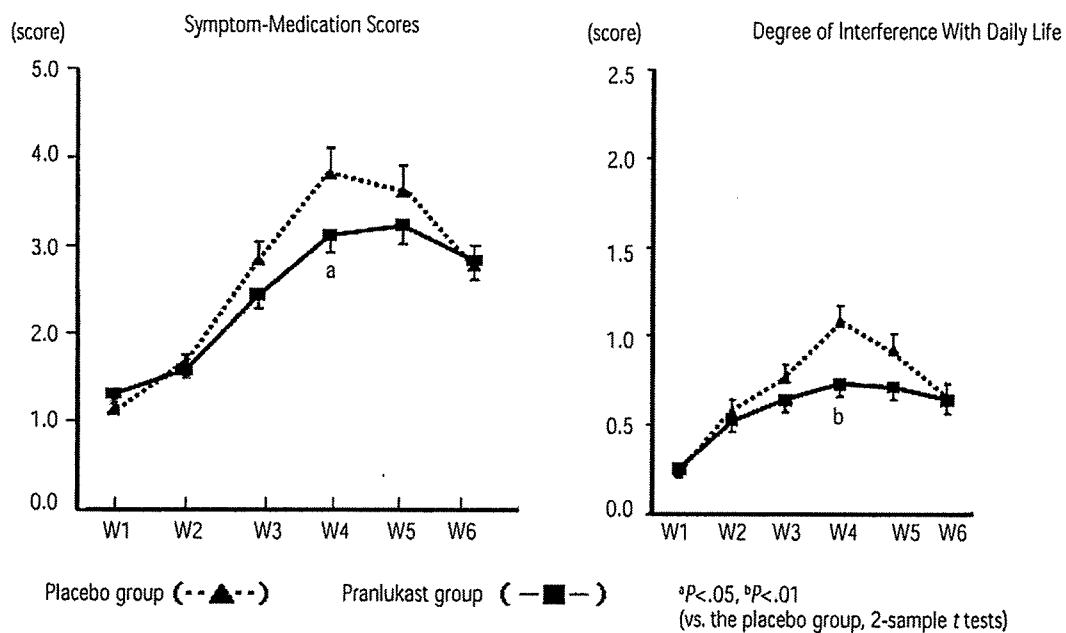 Symptom-Medication Scores
(score)
5.0
4.0
3.0
2.0
1.0
0.0
a
W1 W2 W3 W4 W5 W6
Degree of Interference With Daily Life
(score)
2.5
2.0
1.5
1.0
0.5
0.0
b
W1 W2 W3 W4 W5 W6
Placebo group (--▲--) Pranlukast group (—■—)
ᵃP<.05, ᵇP<.01
(vs. the placebo group, 2-sample t tests)